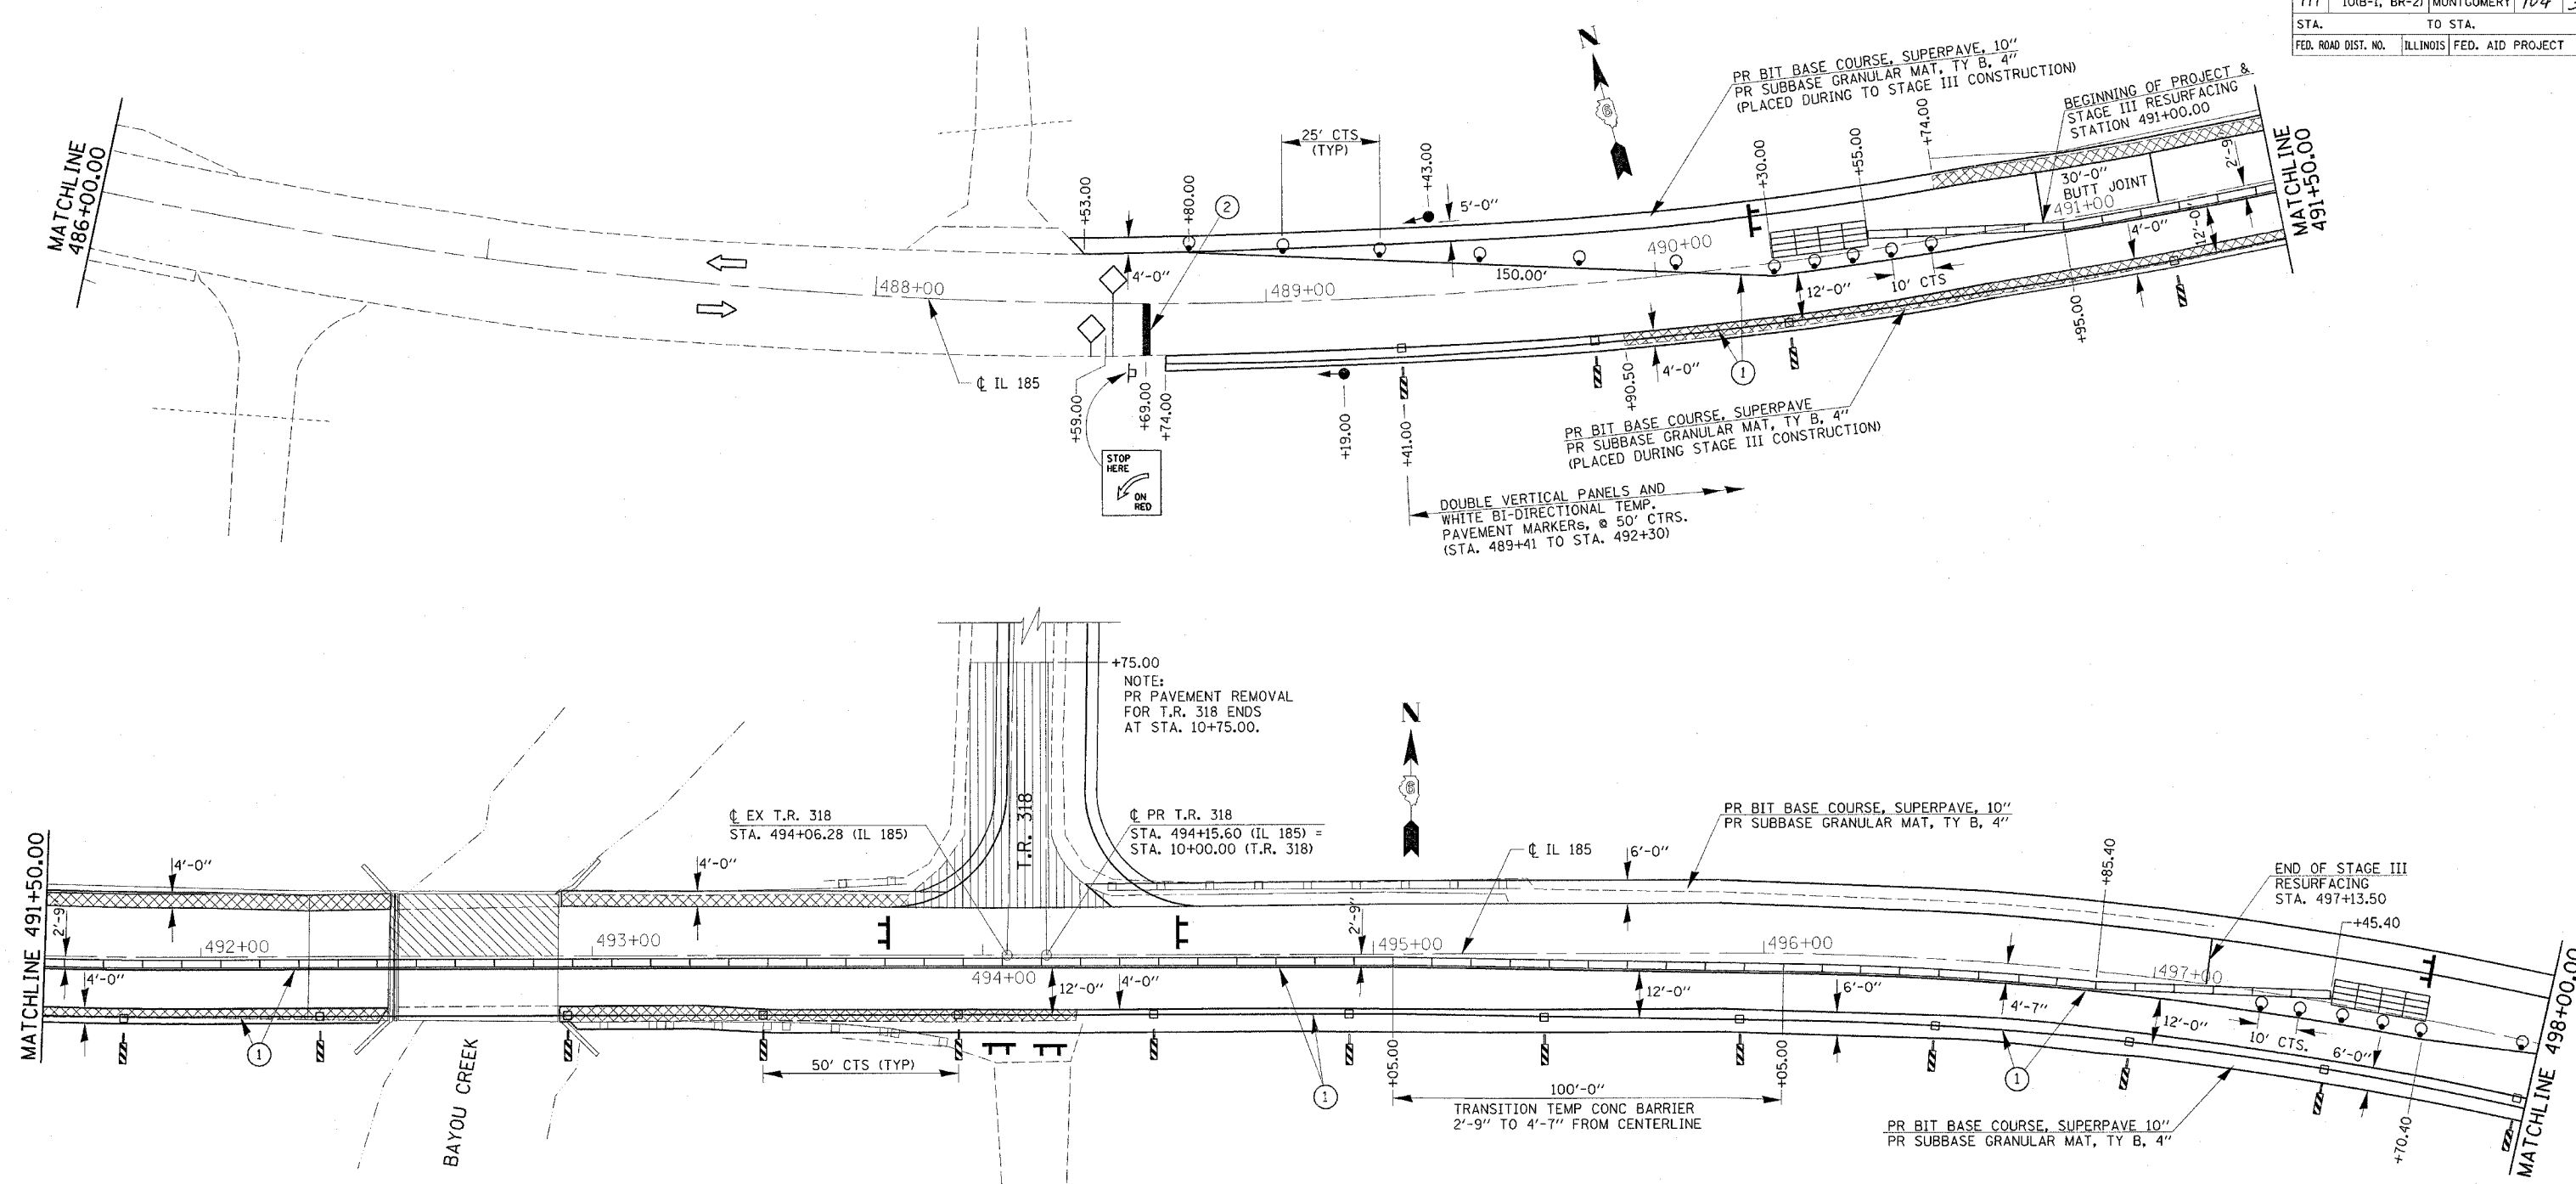 111 10(B-1, BR-2) MONTGOMERY 104
STA. TO STA.
FED. ROAD DIST. NO. ILLINOIS FED. AID PROJECT
MATCHLINE
486+00.00
N
6
PR BIT BASE COURSE, SUPERPAVE, 10"
PR SUBBASE GRANULAR MAT, TY B, 4"
(PLACED DURING TO STAGE III CONSTRUCTION)
BEGINNING OF PROJECT &
STAGE III RESURFACING
STATION 491+00.00
MATCHLINE
491+50.00
25' CTS
(TYP)
+53.00
+80.00
2
+43.00
5'-0"
+30.00
+55.00
+74.00
30'-0"
BUTT JOINT
491+00
2'-9
4'-0"
12'-0"
4'-0"
150.00'
490+00
488+00
489+00
12'-0"
10' CTS
+95.00
℄ IL 185
+59.00
+69.00
+74.00
+19.00
+41.00
+90.50
4'-0"
1
STOP
HERE
ON
RED
PR BIT BASE COURSE, SUPERPAVE
PR SUBBASE GRANULAR MAT, TY B, 4"
(PLACED DURING STAGE III CONSTRUCTION)
DOUBLE VERTICAL PANELS AND
WHITE BI-DIRECTIONAL TEMP.
PAVEMENT MARKERs, @ 50' CTRS.
(STA. 489+41 TO STA. 492+30)
+75.00
NOTE:
PR PAVEMENT REMOVAL
FOR T.R. 318 ENDS
AT STA. 10+75.00.
N
6
℄ EX T.R. 318
STA. 494+06.28 (IL 185)
T.R. 318
℄ PR T.R. 318
STA. 494+15.60 (IL 185) =
STA. 10+00.00 (T.R. 318)
℄ IL 185
6'-0"
PR BIT BASE COURSE, SUPERPAVE, 10"
PR SUBBASE GRANULAR MAT, TY B, 4"
+85.40
END OF STAGE III
RESURFACING
STA. 497+13.50
+45.40
MATCHLINE 491+50.00
4'-0"
4'-0"
2'-9
492+00
493+00
494+00
2'-9"
495+00
496+00
497+00
4'-0"
12'-0"
4'-0"
12'-0"
6'-0"
4'-7"
12'-0"
10' CTS.
6'-0"
MATCHLINE 498+00.00
1
BAYOU CREEK
50' CTS (TYP)
1
+05.00
100'-0"
+05.00
TRANSITION TEMP CONC BARRIER
2'-9" TO 4'-7" FROM CENTERLINE
1
PR BIT BASE COURSE, SUPERPAVE 10"
PR SUBBASE GRANULAR MAT, TY B, 4"
+70.40